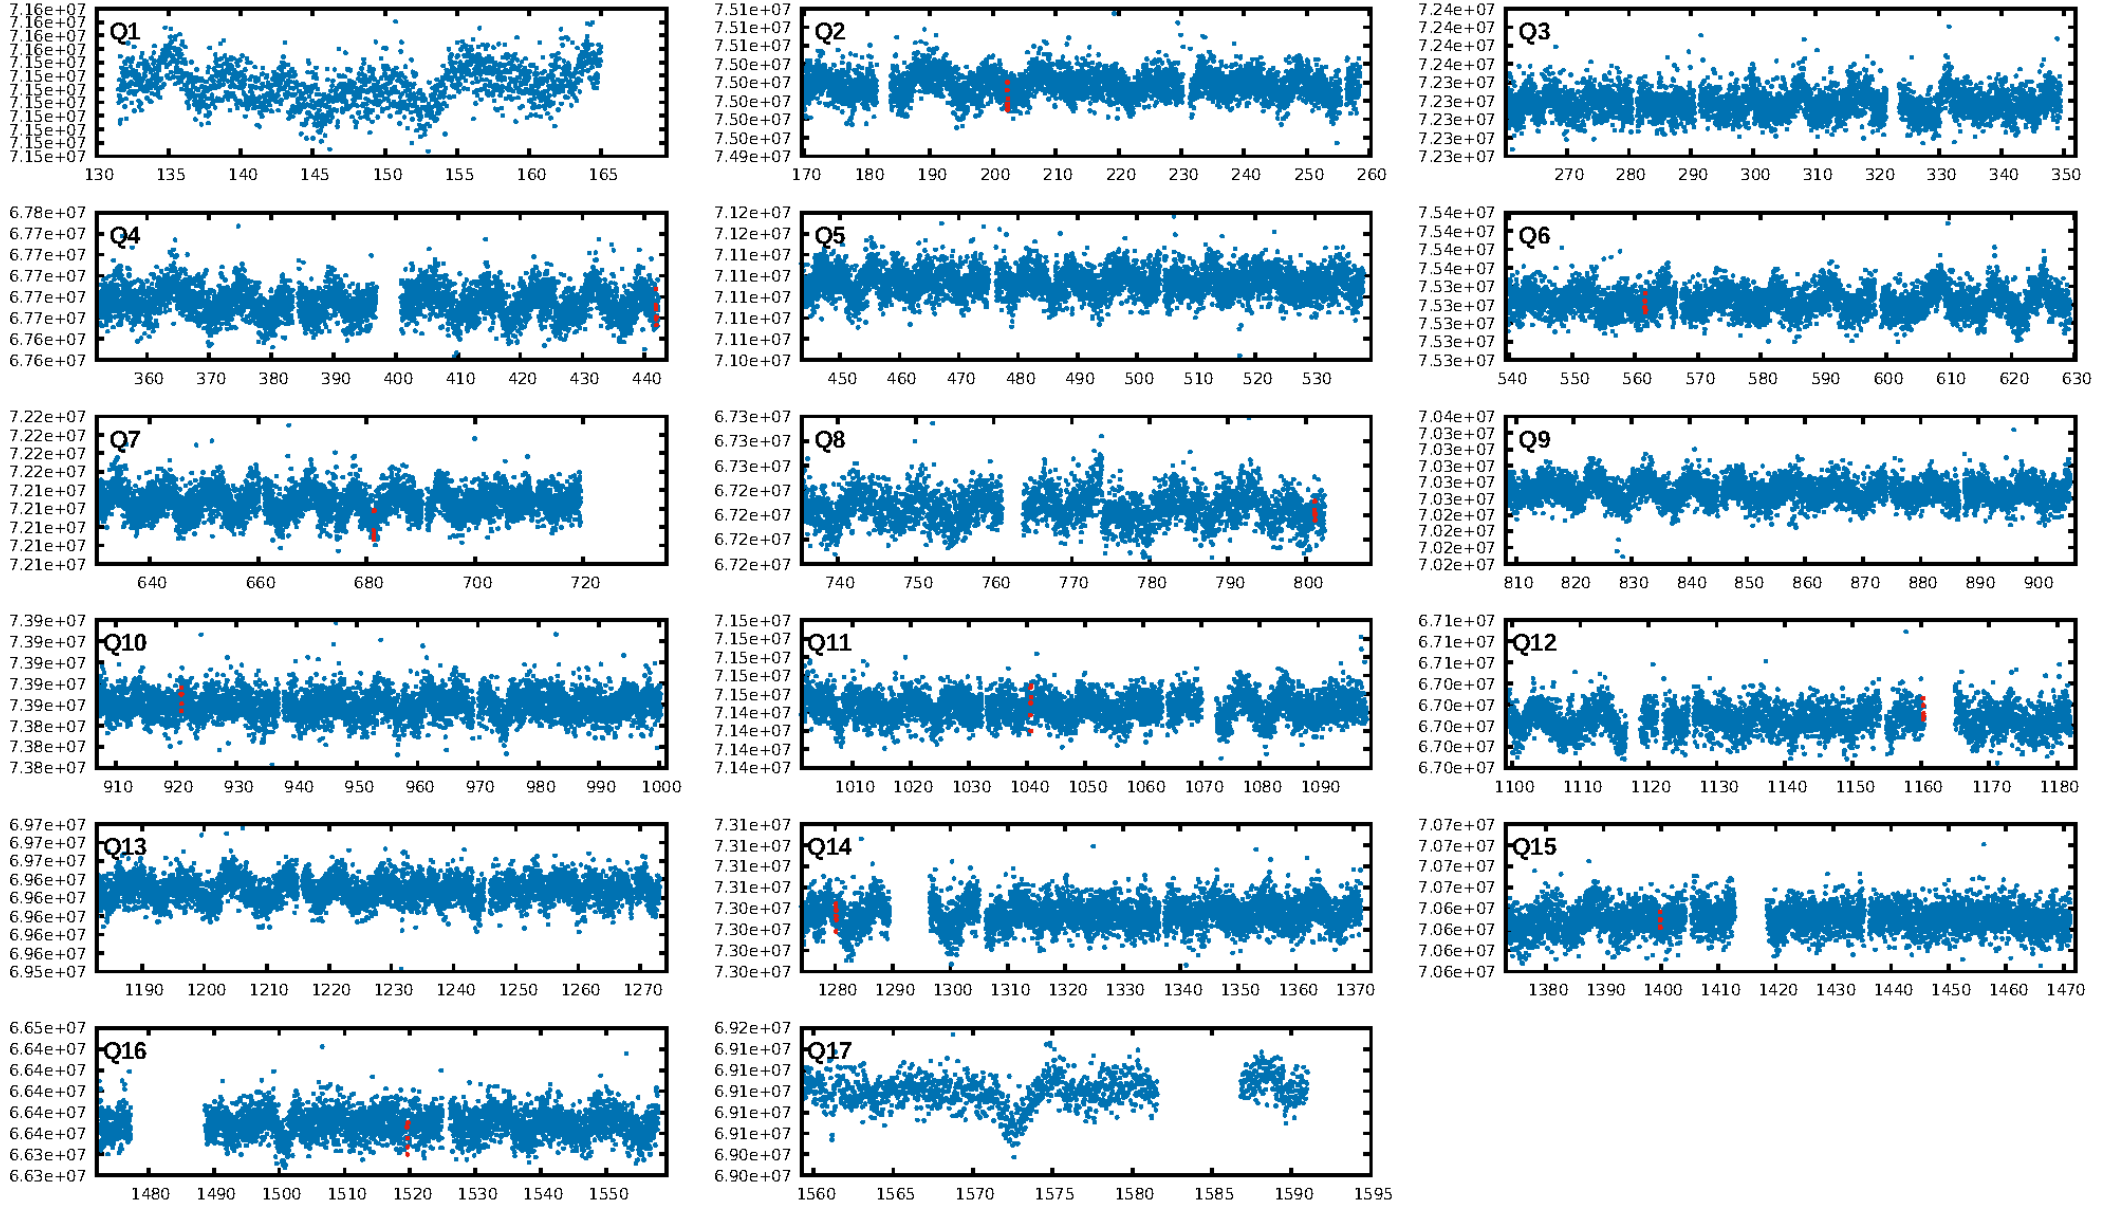 7.16e+07
7.16e+07
7.16e+07
7.16e+07
7.15e+07
7.15e+07
7.15e+07
7.15e+07
7.15e+07
7.15e+07
7.15e+07
7.15e+07
Q1
130 135 140 145 150 155 160 165
7.51e+07
7.51e+07
7.51e+07
7.50e+07
7.50e+07
7.50e+07
7.50e+07
7.50e+07
7.49e+07
Q2
170 180 190 200 210 220 230 240 250 260
7.24e+07
7.24e+07
7.24e+07
7.24e+07
7.23e+07
7.23e+07
7.23e+07
7.23e+07
7.23e+07
Q3
270 280 290 300 310 320 330 340 350
6.78e+07
6.77e+07
6.77e+07
6.77e+07
6.77e+07
6.77e+07
6.76e+07
6.76e+07
Q4
360 370 380 390 400 410 420 430 440
7.12e+07
7.12e+07
7.11e+07
7.11e+07
7.11e+07
7.11e+07
7.11e+07
7.10e+07
Q5
450 460 470 480 490 500 510 520 530
7.54e+07
7.54e+07
7.54e+07
7.54e+07
7.53e+07
7.53e+07
7.53e+07
7.53e+07
7.53e+07
Q6
540 550 560 570 580 590 600 610 620 630
7.22e+07
7.22e+07
7.22e+07
7.22e+07
7.21e+07
7.21e+07
7.21e+07
7.21e+07
7.21e+07
Q7
640 660 680 700 720
6.73e+07
6.73e+07
6.73e+07
6.72e+07
6.72e+07
6.72e+07
6.72e+07
Q8
740 750 760 770 780 790 800
7.04e+07
7.03e+07
7.03e+07
7.03e+07
7.03e+07
7.03e+07
7.02e+07
7.02e+07
7.02e+07
7.02e+07
Q9
810 820 830 840 850 860 870 880 890 900
7.39e+07
7.39e+07
7.39e+07
7.39e+07
7.39e+07
7.38e+07
7.38e+07
7.38e+07
Q10
910 920 930 940 950 960 970 980 990 1000
7.15e+07
7.15e+07
7.15e+07
7.15e+07
7.15e+07
7.14e+07
7.14e+07
7.14e+07
7.14e+07
Q11
1010 1020 1030 1040 1050 1060 1070 1080 1090
6.71e+07
6.71e+07
6.71e+07
6.70e+07
6.70e+07
6.70e+07
6.70e+07
6.70e+07
Q12
1100 1110 1120 1130 1140 1150 1160 1170 1180
6.97e+07
6.97e+07
6.97e+07
6.96e+07
6.96e+07
6.96e+07
6.96e+07
6.96e+07
6.95e+07
Q13
1190 1200 1210 1220 1230 1240 1250 1260 1270
7.31e+07
7.31e+07
7.31e+07
7.31e+07
7.30e+07
7.30e+07
7.30e+07
7.30e+07
Q14
1280 1290 1300 1310 1320 1330 1340 1350 1360 1370
7.07e+07
7.07e+07
7.07e+07
7.07e+07
7.06e+07
7.06e+07
7.06e+07
7.06e+07
Q15
1380 1390 1400 1410 1420 1430 1440 1450 1460 1470
6.65e+07
6.64e+07
6.64e+07
6.64e+07
6.64e+07
6.64e+07
6.63e+07
6.63e+07
Q16
1480 1490 1500 1510 1520 1530 1540 1550
6.92e+07
6.91e+07
6.91e+07
6.91e+07
6.91e+07
6.91e+07
6.90e+07
6.90e+07
Q17
1560 1565 1570 1575 1580 1585 1590 1595